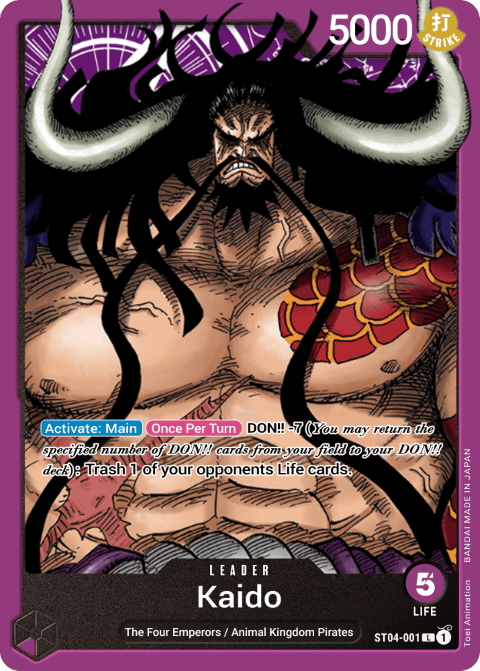 5000
打
STRIKE
Activate: Main Once Per Turn DON!! -7 (You may return the
specified number of DON!! cards from your field to your DON!!
deck): Trash 1 of your opponents Life cards.
LEADER
Kaido
5
LIFE
The Four Emperors / Animal Kingdom Pirates
ST04-001 L 1
Toei Animation BANDAI MADE IN JAPAN